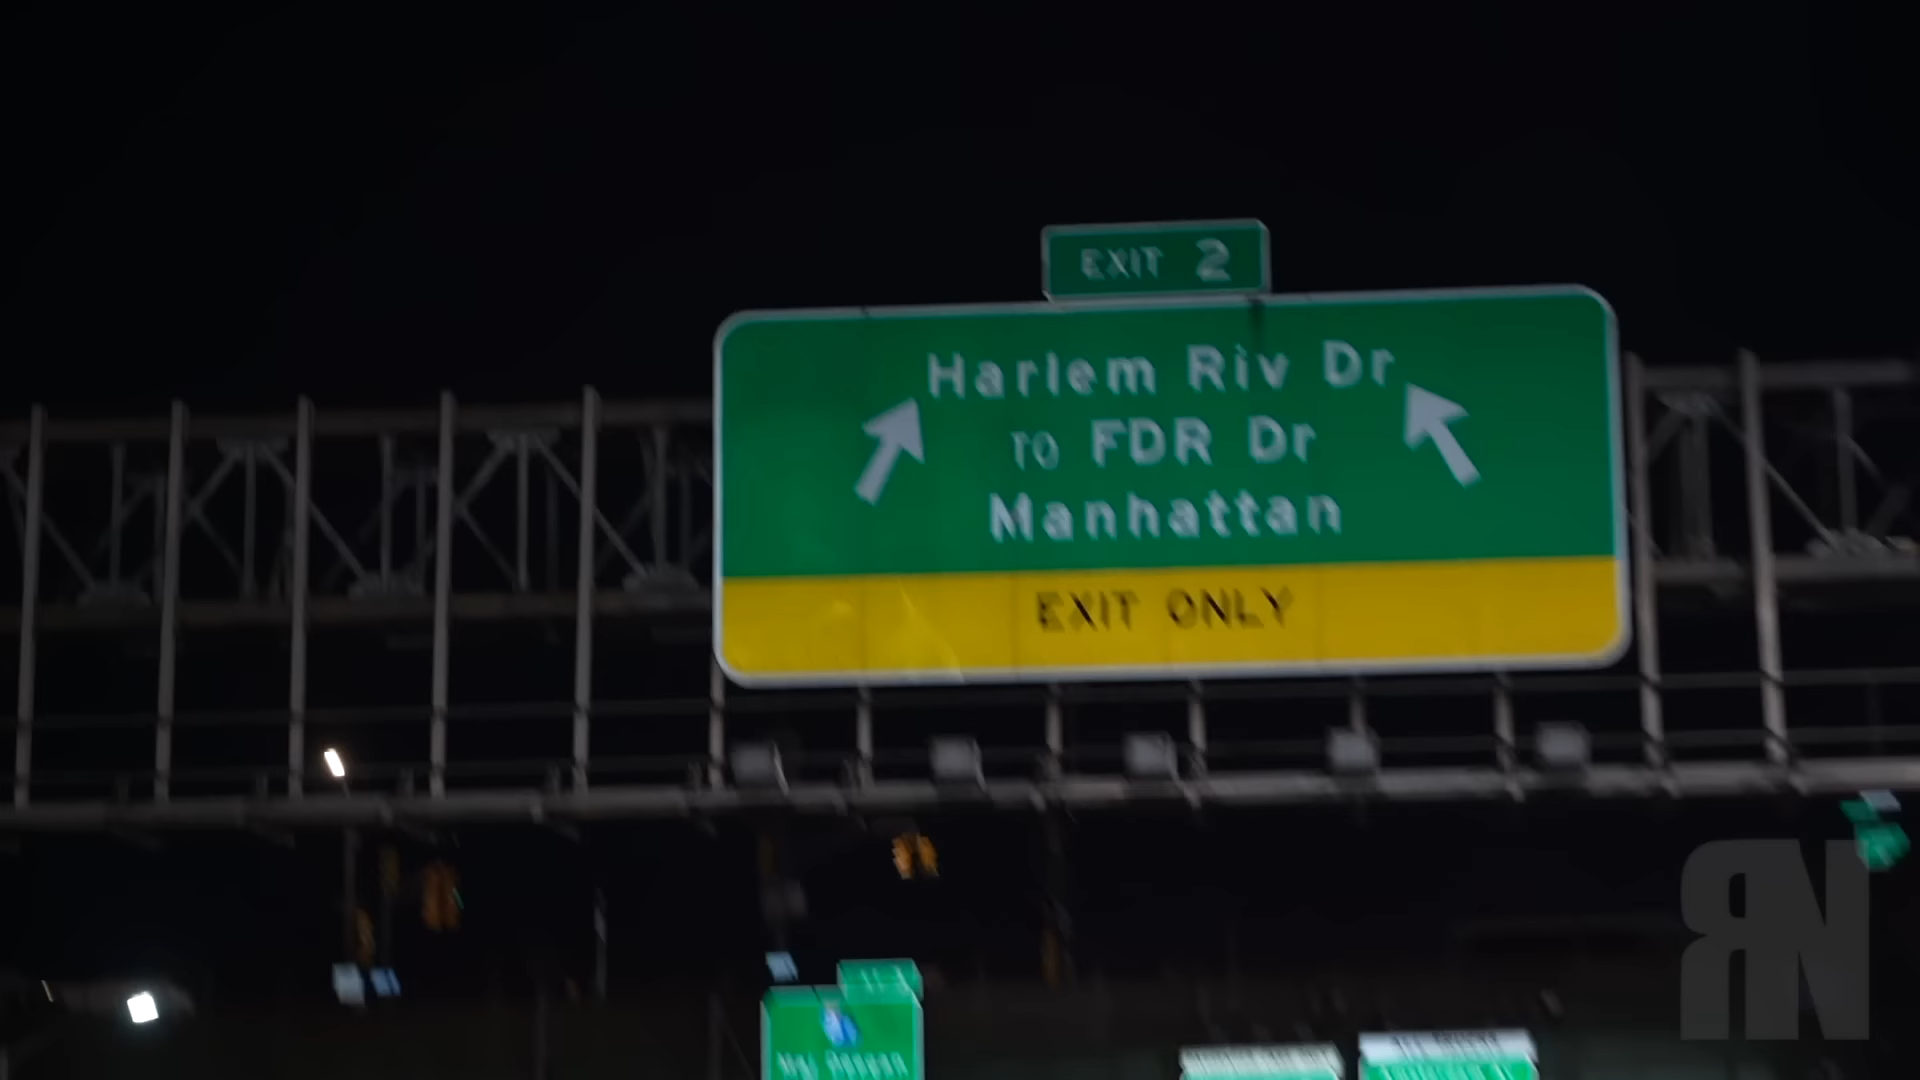 EXIT 2
Harlem Riv Dr
TO FDR Dr
Manhattan
EXIT ONLY